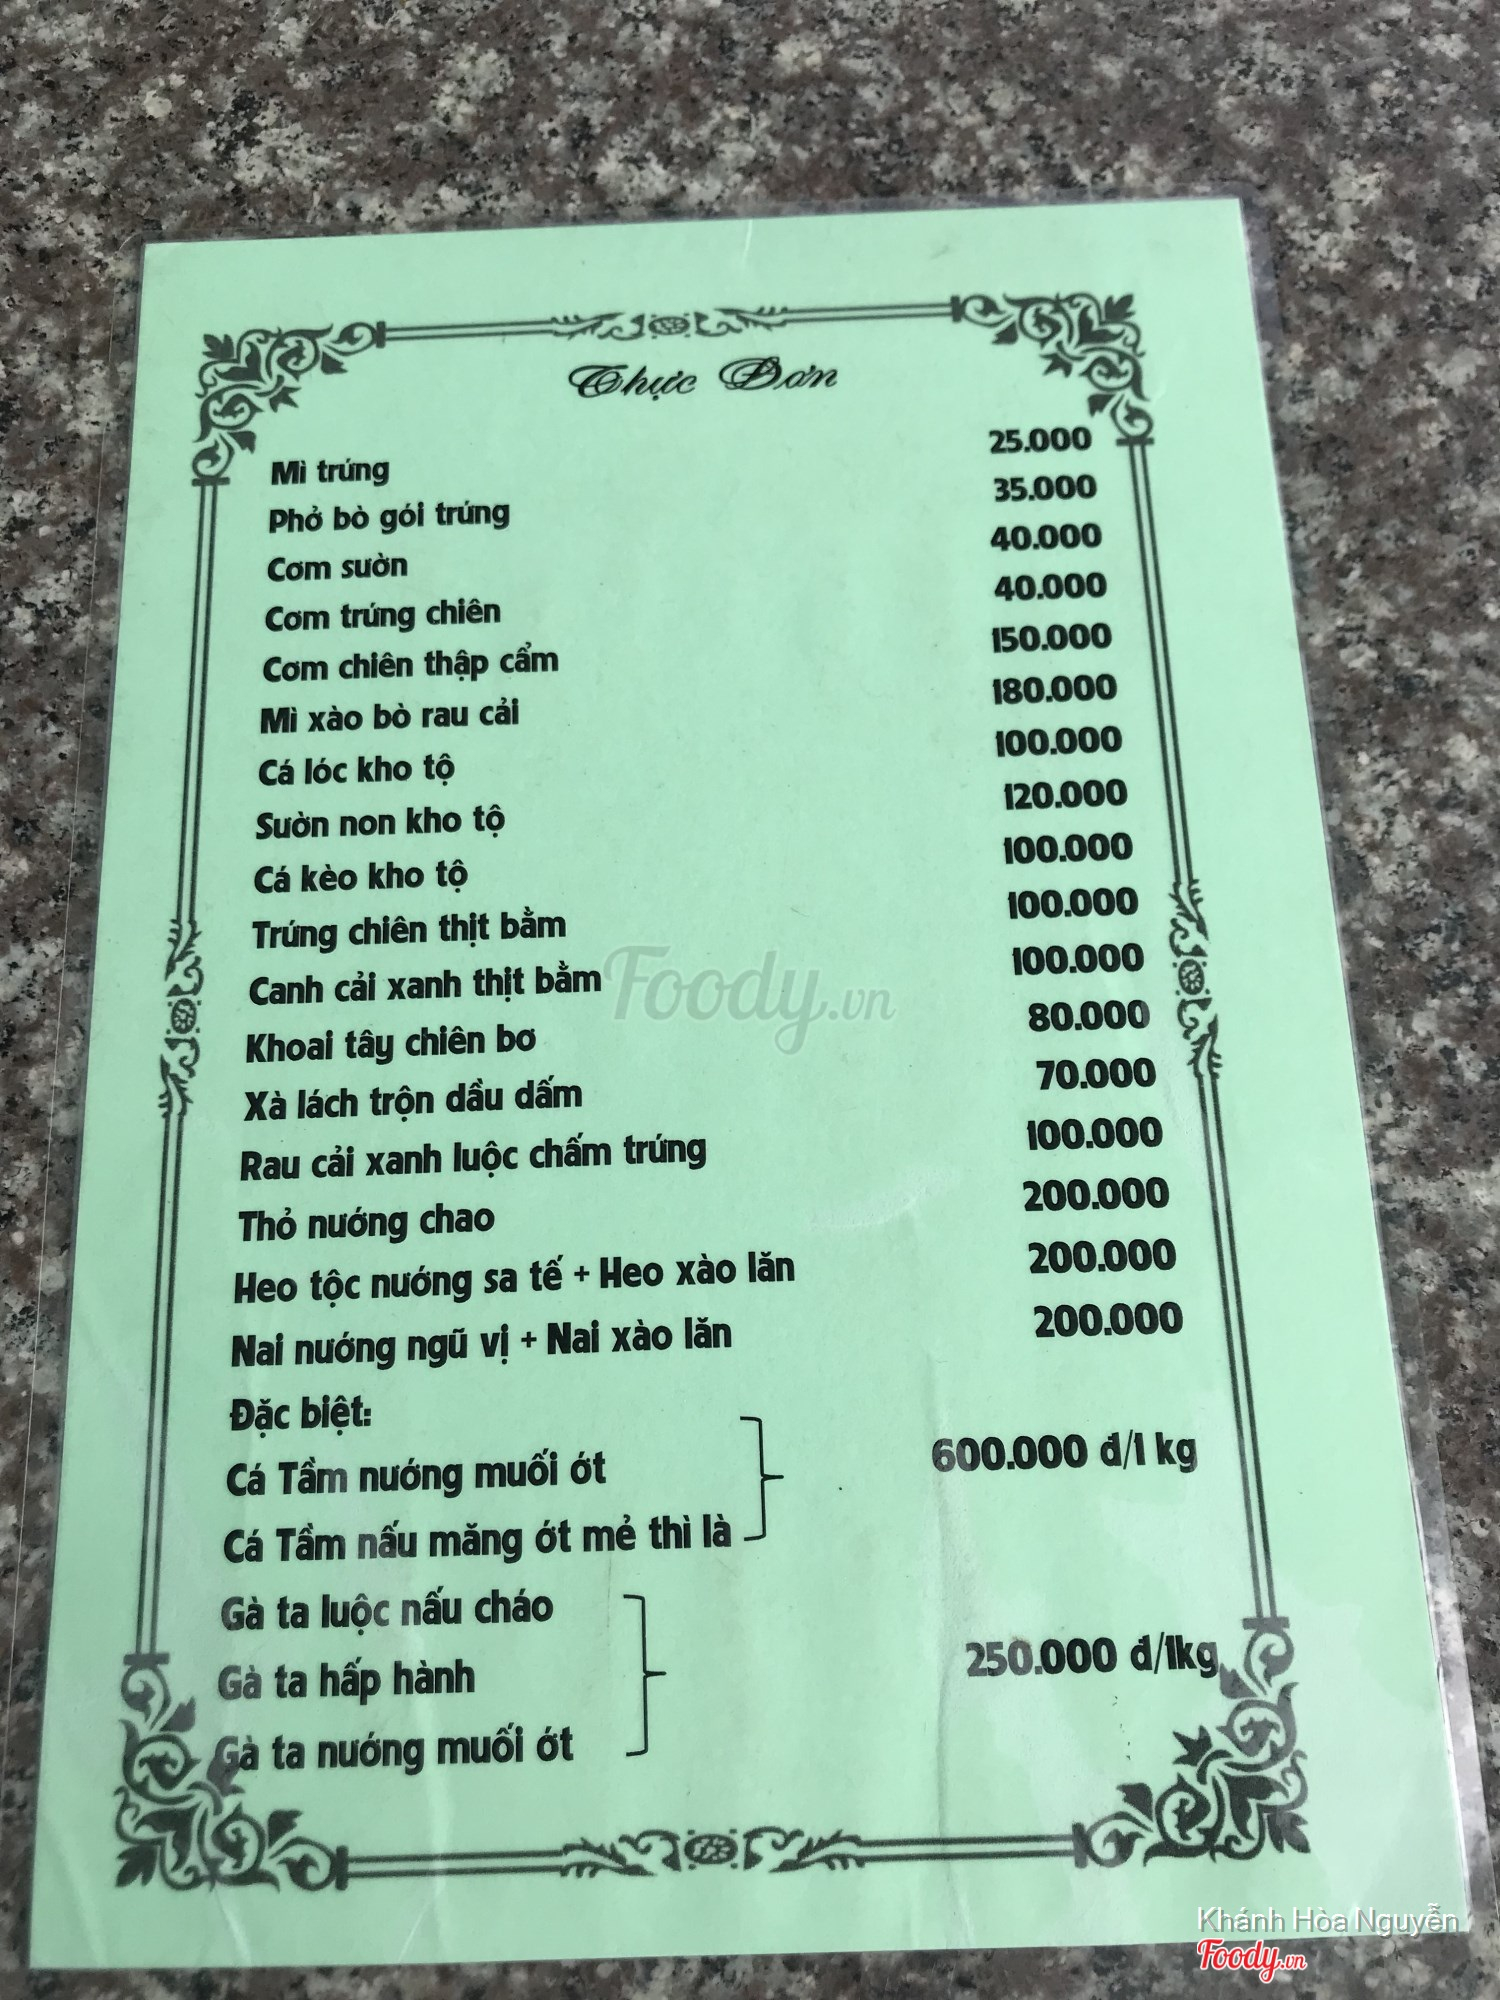 Thực Đơn
Mì trứng 25.000
Phở bò gói trứng 35.000
Cơm sườn 40.000
Cơm trứng chiên 40.000
Cơm chiên thập cẩm 150.000
Mì xào bò rau cải 180.000
Cá lóc kho tộ 100.000
Sườn non kho tộ 120.000
Cá kèo kho tộ 100.000
Trứng chiên thịt bằm 100.000
Canh cải xanh thịt bằm 100.000
Khoai tây chiên bơ 80.000
Xà lách trộn dầu dấm 70.000
Rau cải xanh luộc chấm trứng 100.000
Thỏ nướng chao 200.000
Heo tộc nướng sa tế + Heo xào lăn 200.000
Nai nướng ngũ vị + Nai xào lăn 200.000
Đặc biệt:
Cá Tầm nướng muối ớt
600.000 đ/1 kg
Cá Tầm nấu măng ớt mẻ thì là
Gà ta luộc nấu cháo
Gà ta hấp hành 250.000 đ/1kg
Gà ta nướng muối ớt
Foody.vn
Khánh Hòa Nguyễn
Foody.vn